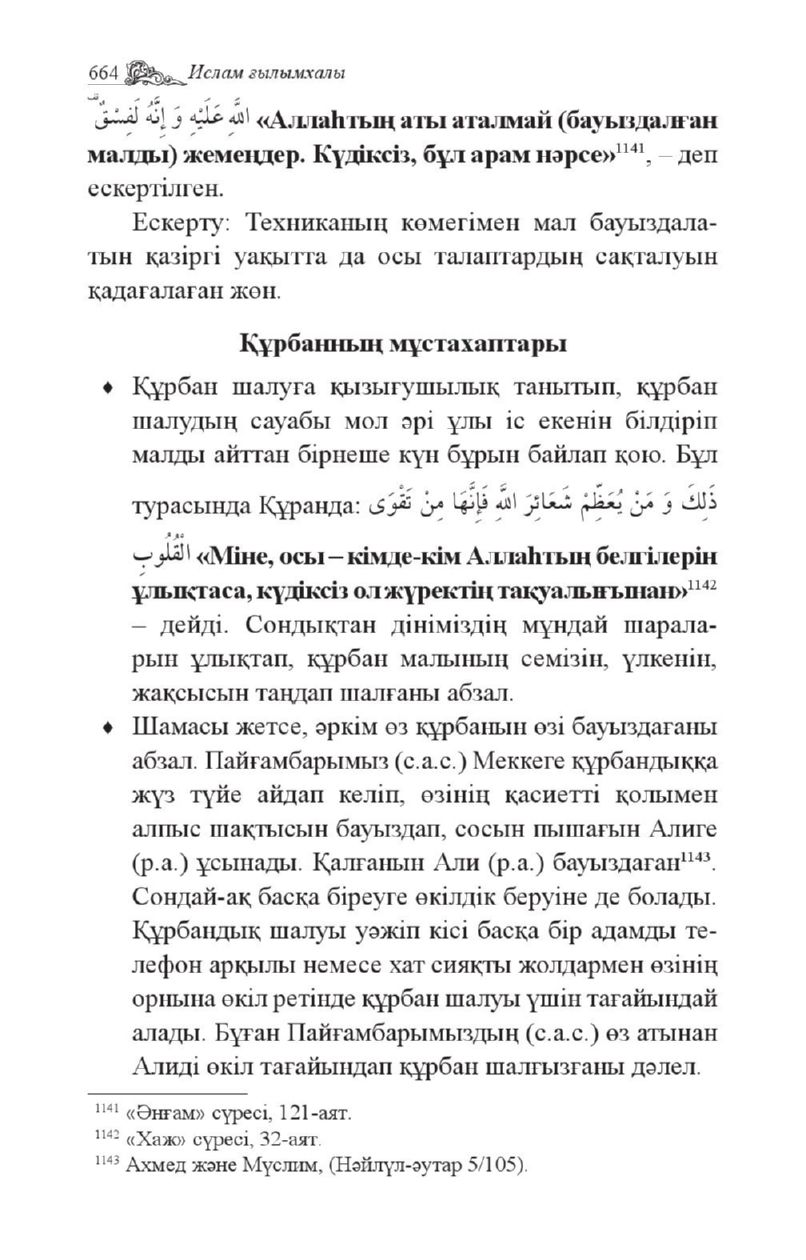 664 Ислам ғылымхалы
اللهِ عَلَيْهِ وَ إِنَّهُ لَفِسْقٌ ۗ «Аллаһтың аты аталмай (бауыздалған
малды) жемеңдер. Күдіксіз, бұл арам нәрсе»¹¹⁴¹, – деп
ескертілген.
Ескерту: Техниканың көмегімен мал бауыздала-
тын қазіргі уақытта да осы талаптардың сақталуын
қадағалаған жөн.
Құрбанның мұстахаптары
♦ Құрбан шалуға қызығушылық танытып, құрбан
шалудың сауабы мол әрі ұлы іс екенін білдіріп
малды айттан бірнеше күн бұрын байлап қою. Бұл
турасында Құранда: ذَلِكَ وَ مَنْ يُعَظِّمْ شَعَائِرَ اللهِ فَإِنَّهَا مِنْ تَقْوَى
الْقُلُوبِ «Міне, осы – кімде-кім Аллаһтың белгілерін
ұлықтаса, күдіксіз ол жүректің тақуалығынан»¹¹⁴²
– дейді. Сондықтан дініміздің мұндай шарала-
рын ұлықтап, құрбан малының семізін, үлкенін,
жақсысын таңдап шалғаны абзал.
♦ Шамасы жетсе, әркім өз құрбанын өзі бауыздағаны
абзал. Пайғамбарымыз (с.а.с.) Меккеге құрбандыққа
жүз түйе айдап келіп, өзінің қасиетті қолымен
алпыс шақтысын бауыздап, сосын пышағын Алиге
(р.а.) ұсынады. Қалғанын Али (р.а.) бауыздаған¹¹⁴³.
Сондай-ақ басқа біреуге өкілдік беруіне де болады.
Құрбандық шалуы уәжіп кісі басқа бір адамды те-
лефон арқылы немесе хат сияқты жолдармен өзінің
орнына өкіл ретінде құрбан шалуы үшін тағайындай
алады. Бұған Пайғамбарымыздың (с.а.с.) өз атынан
Алиді өкіл тағайындап құрбан шалғызғаны дәлел.
¹¹⁴¹ «Әнғам» сүресі, 121-аят.
¹¹⁴² «Хаж» сүресі, 32-аят.
¹¹⁴³ Ахмед және Мүслим, (Нәйлүл-әутар 5/105).